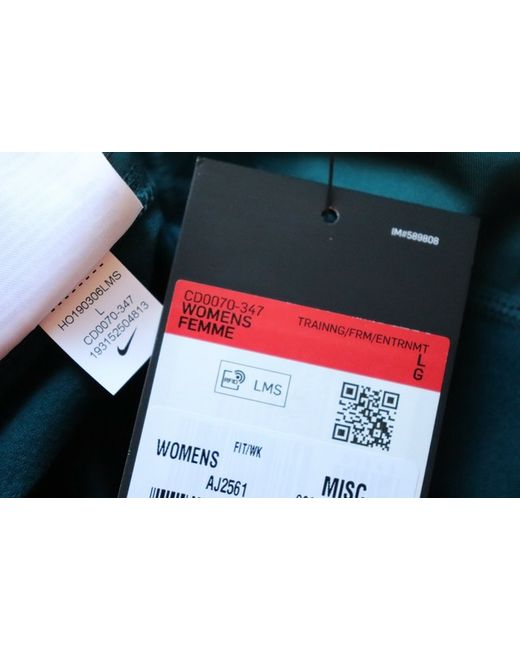 HO190306LMS
L
CD0070-347
193152504813
IM#589808
CD0070-347
WOMENS
FEMME
TRAINNG/FRM/ENTRNMT
L
G
RFID
LMS
WOMENS
FIT/WK
AJ2561
MISC